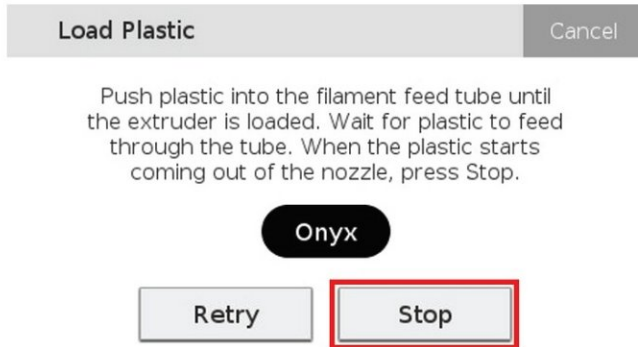 Load Plastic
Cancel
Push plastic into the filament feed tube until
the extruder is loaded. Wait for plastic to feed
through the tube. When the plastic starts
coming out of the nozzle, press Stop.
Onyx
Retry
Stop